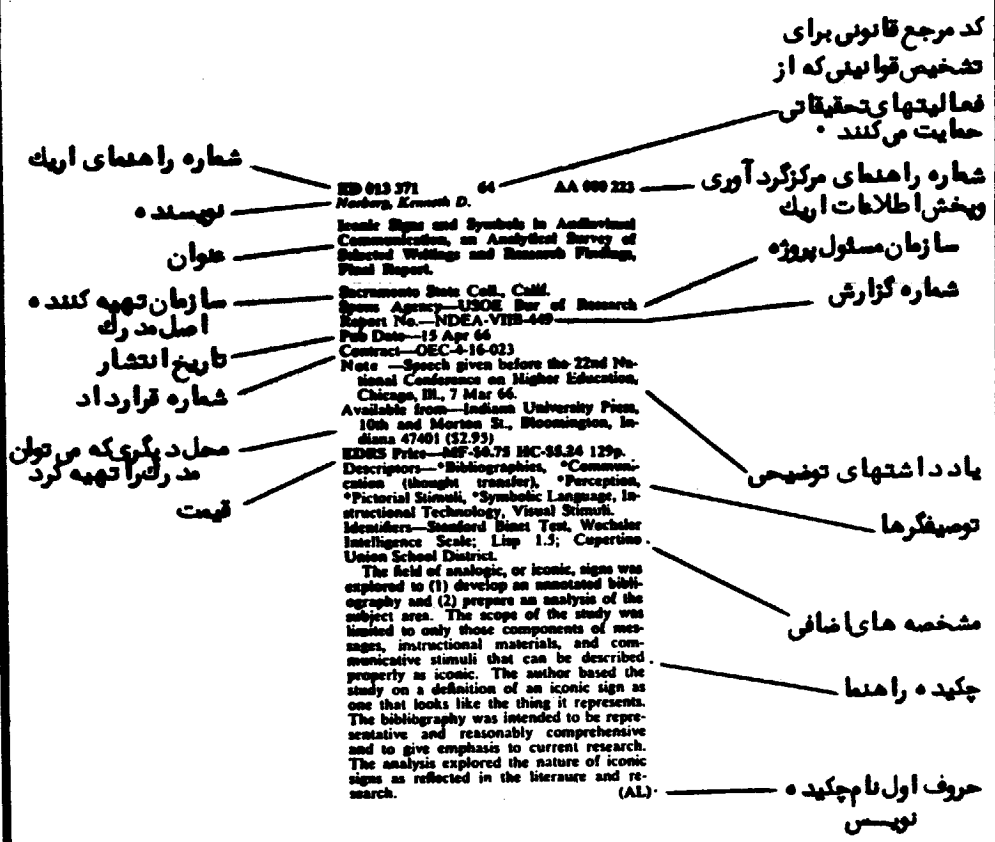 کد مرجع قانونی برای
تشخیص قوانینی که از
فعالیتهای تحقیقاتی
حمایت می‌کنند ۰
شماره راهنمای اریك
شماره راهنمای مرکزگرد آوری
وپخش اطلاعات اریك
نویسنده
عنوان
سازمان مسئول پروژه
سازمان تهیه کننده
اصل مدرك
شماره گزارش
تاریخ انتشار
شماره قرارداد
محل دیگری که می‌توان
مدرك را تهیه کرد
قیمت
یادداشتهای توضیحی
توصیفگرها
مشخصه های اضافی
چکیده راهنما
حروف اول نام چکیده
نویس
ED 013 371 64 AA 000 223
Norberg, Kenneth D.
Iconic Signs and Symbols in Audiovisual
Communication, an Analytical Survey of
Selected Writings and Research Findings,
Final Report.
Sacramento State Coll., Calif.
Spons Agency—USOE Bur of Research
Report No.—NDEA-VIIB-449
Pub Date—15 Apr 66
Contract—OEC-4-16-023
Note —Speech given before the 22nd Na-
tional Conference on Higher Education,
Chicago, Ill., 7 Mar 66.
Available from—Indiana University Press,
10th and Morton St., Bloomington, In-
diana 47401 ($2.95)
EDRS Price—MF-$0.75 HC-$5.24 129p.
Descriptors—*Bibliographies, *Communi-
cation (thought transfer), *Perception,
*Pictorial Stimuli, *Symbolic Language, In-
structional Technology, Visual Stimuli.
Identifiers—Stanford Binet Test, Wechsler
Intelligence Scale; Lisp 1.5; Cupertino
Union School District.
The field of analogic, or iconic, signs was
explored to (1) develop an annotated bibli-
ography and (2) prepare an analysis of the
subject area. The scope of the study was
limited to only those components of mes-
sages, instructional materials, and com-
municative stimuli that can be described
properly as iconic. The author based the
study on a definition of an iconic sign as
one that looks like the thing it represents.
The bibliography was intended to be repre-
sentative and reasonably comprehensive
and to give emphasis to current research.
The analysis explored the nature of iconic
signs as reflected in the literaure and re-
search. (AL)